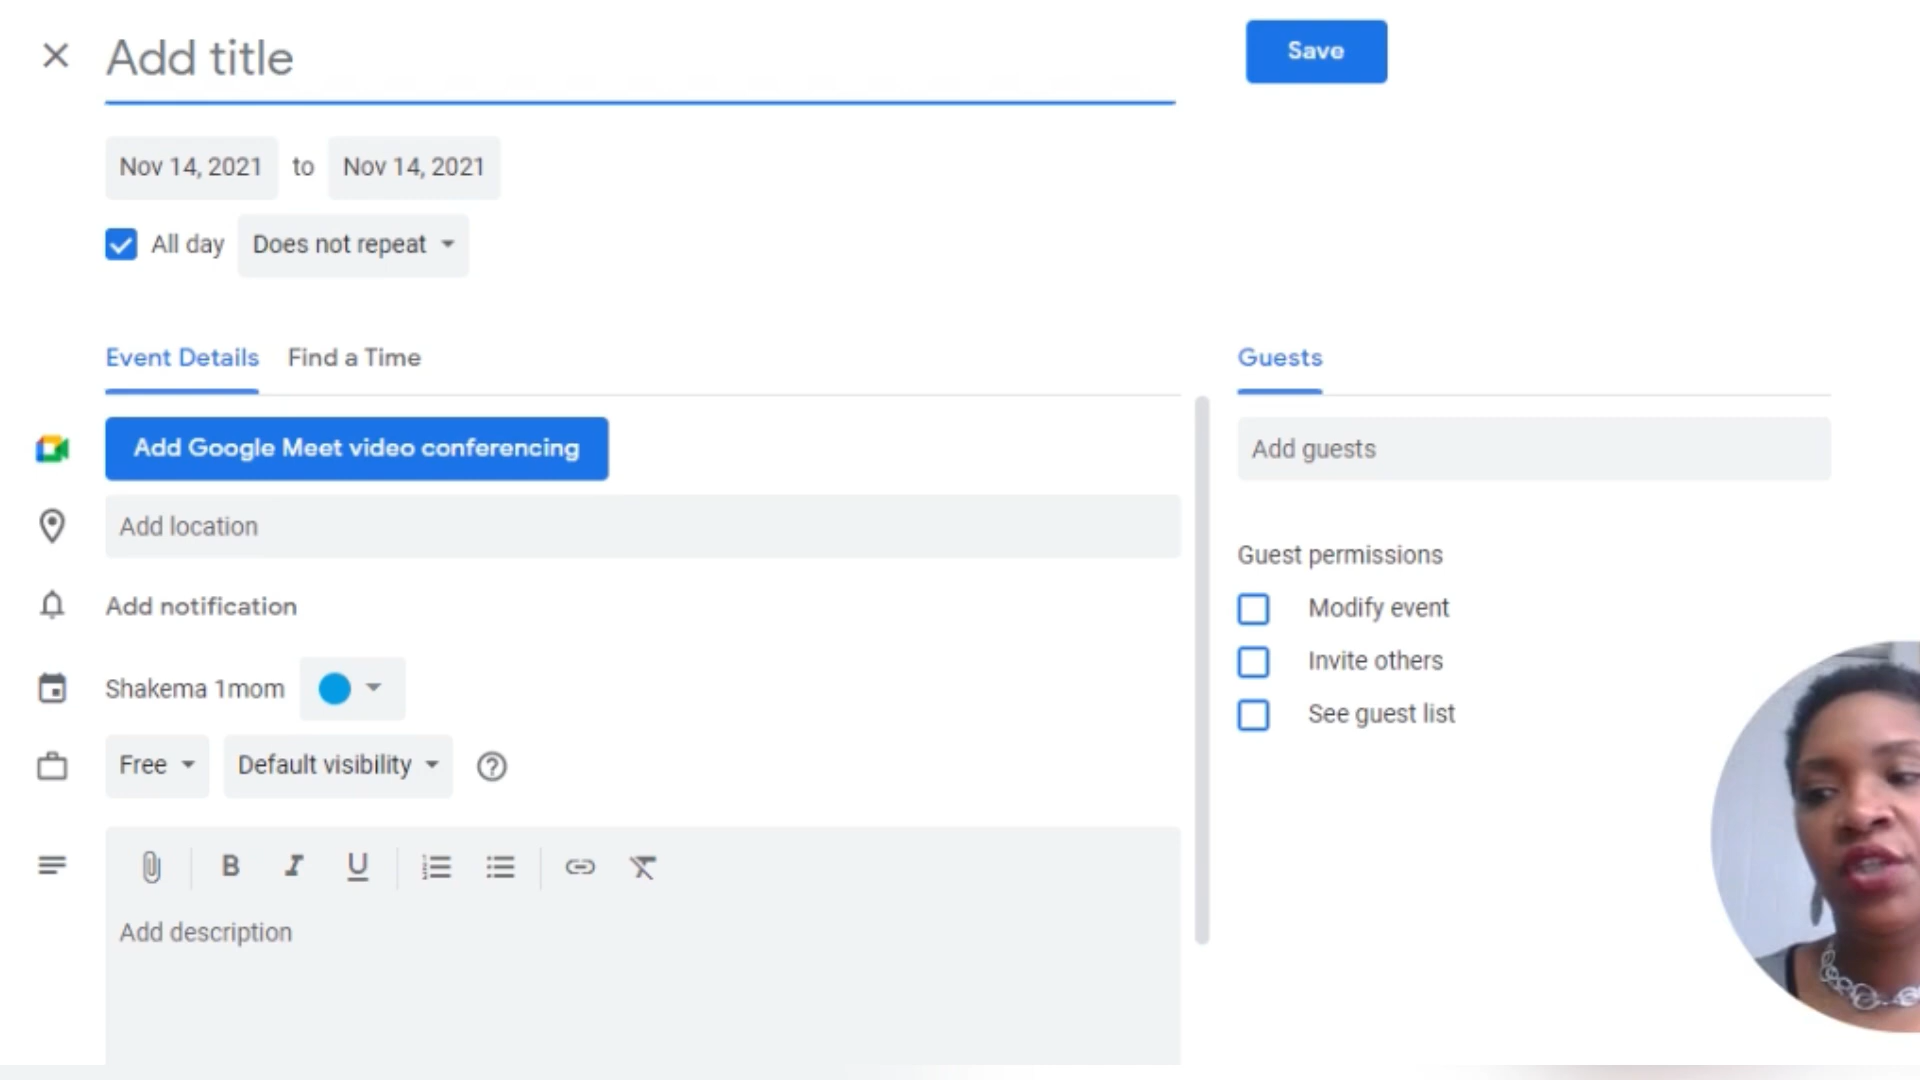 Add title
Save
Nov 14, 2021 to Nov 14, 2021
All day Does not repeat
Event Details Find a Time
Guests
Add Google Meet video conferencing
Add guests
Add location
Guest permissions
Add notification
Modify event
Invite others
Shakema 1mom
See guest list
Free Default visibility
B I U
Add description